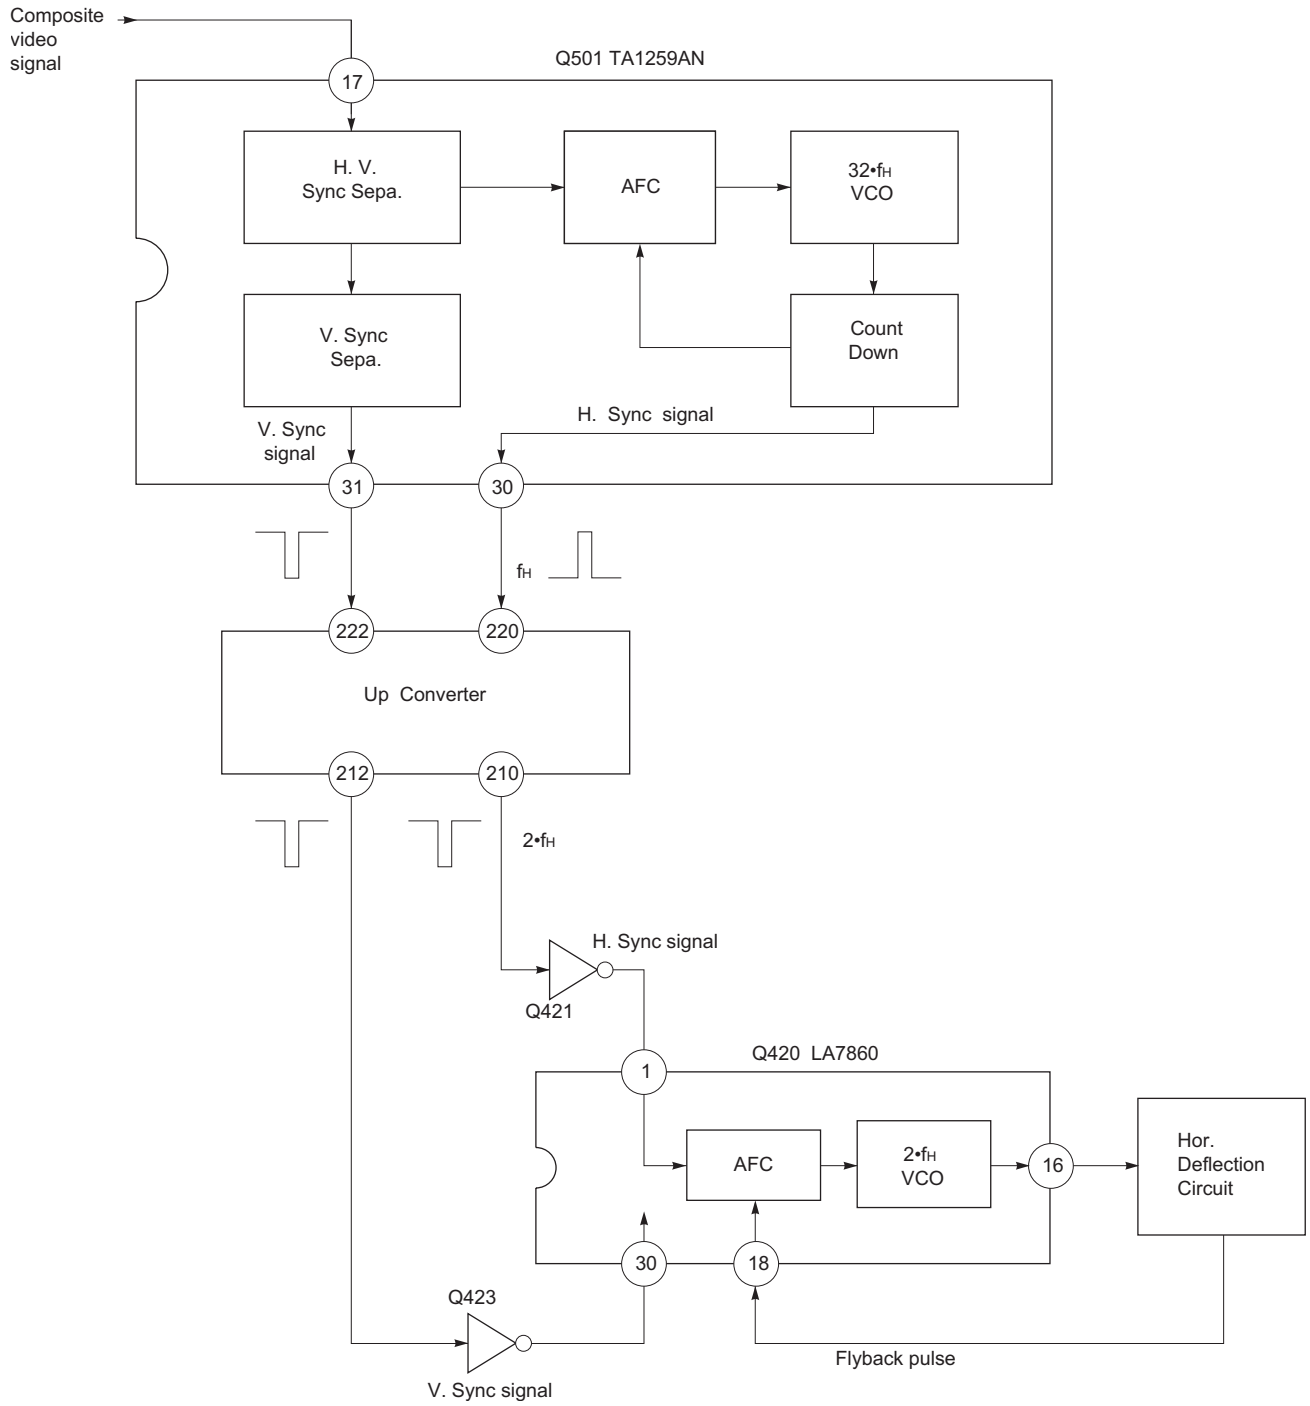 Composite
video
signal
Q501 TA1259AN
17
H. V.
Sync Sepa.
AFC
32•fH
VCO
V. Sync
Sepa.
Count
Down
H. Sync signal
V. Sync
signal
31
30
fH
222
220
Up Converter
212
210
2•fH
H. Sync signal
Q421
Q420 LA7860
1
AFC
2•fH
VCO
16
Hor.
Deflection
Circuit
30
18
Q423
Flyback pulse
V. Sync signal